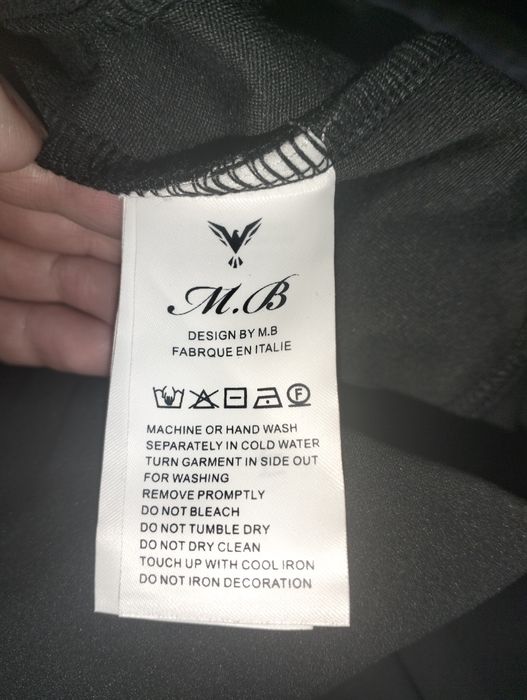 M.B
DESIGN BY M.B
FABRQUE EN ITALIE
F
MACHINE OR HAND WASH
SEPARATELY IN COLD WATER
TURN GARMENT IN SIDE OUT
FOR WASHING
REMOVE PROMPTLY
DO NOT BLEACH
DO NOT TUMBLE DRY
DO NOT DRY CLEAN
TOUCH UP WITH COOL IRON
DO NOT IRON DECORATION